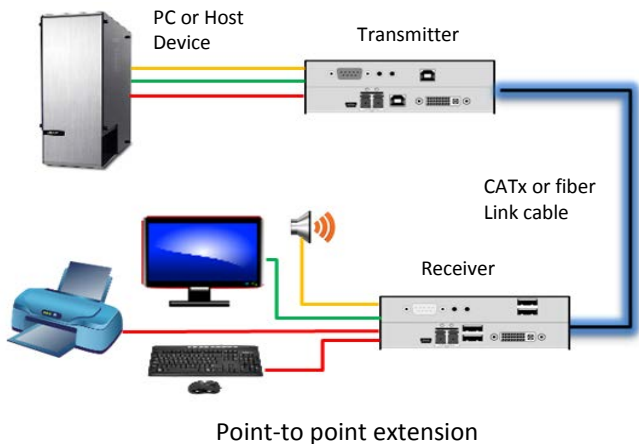 PC or Host
Device
Transmitter
CATx or fiber
Link cable
Receiver
Point-to point extension